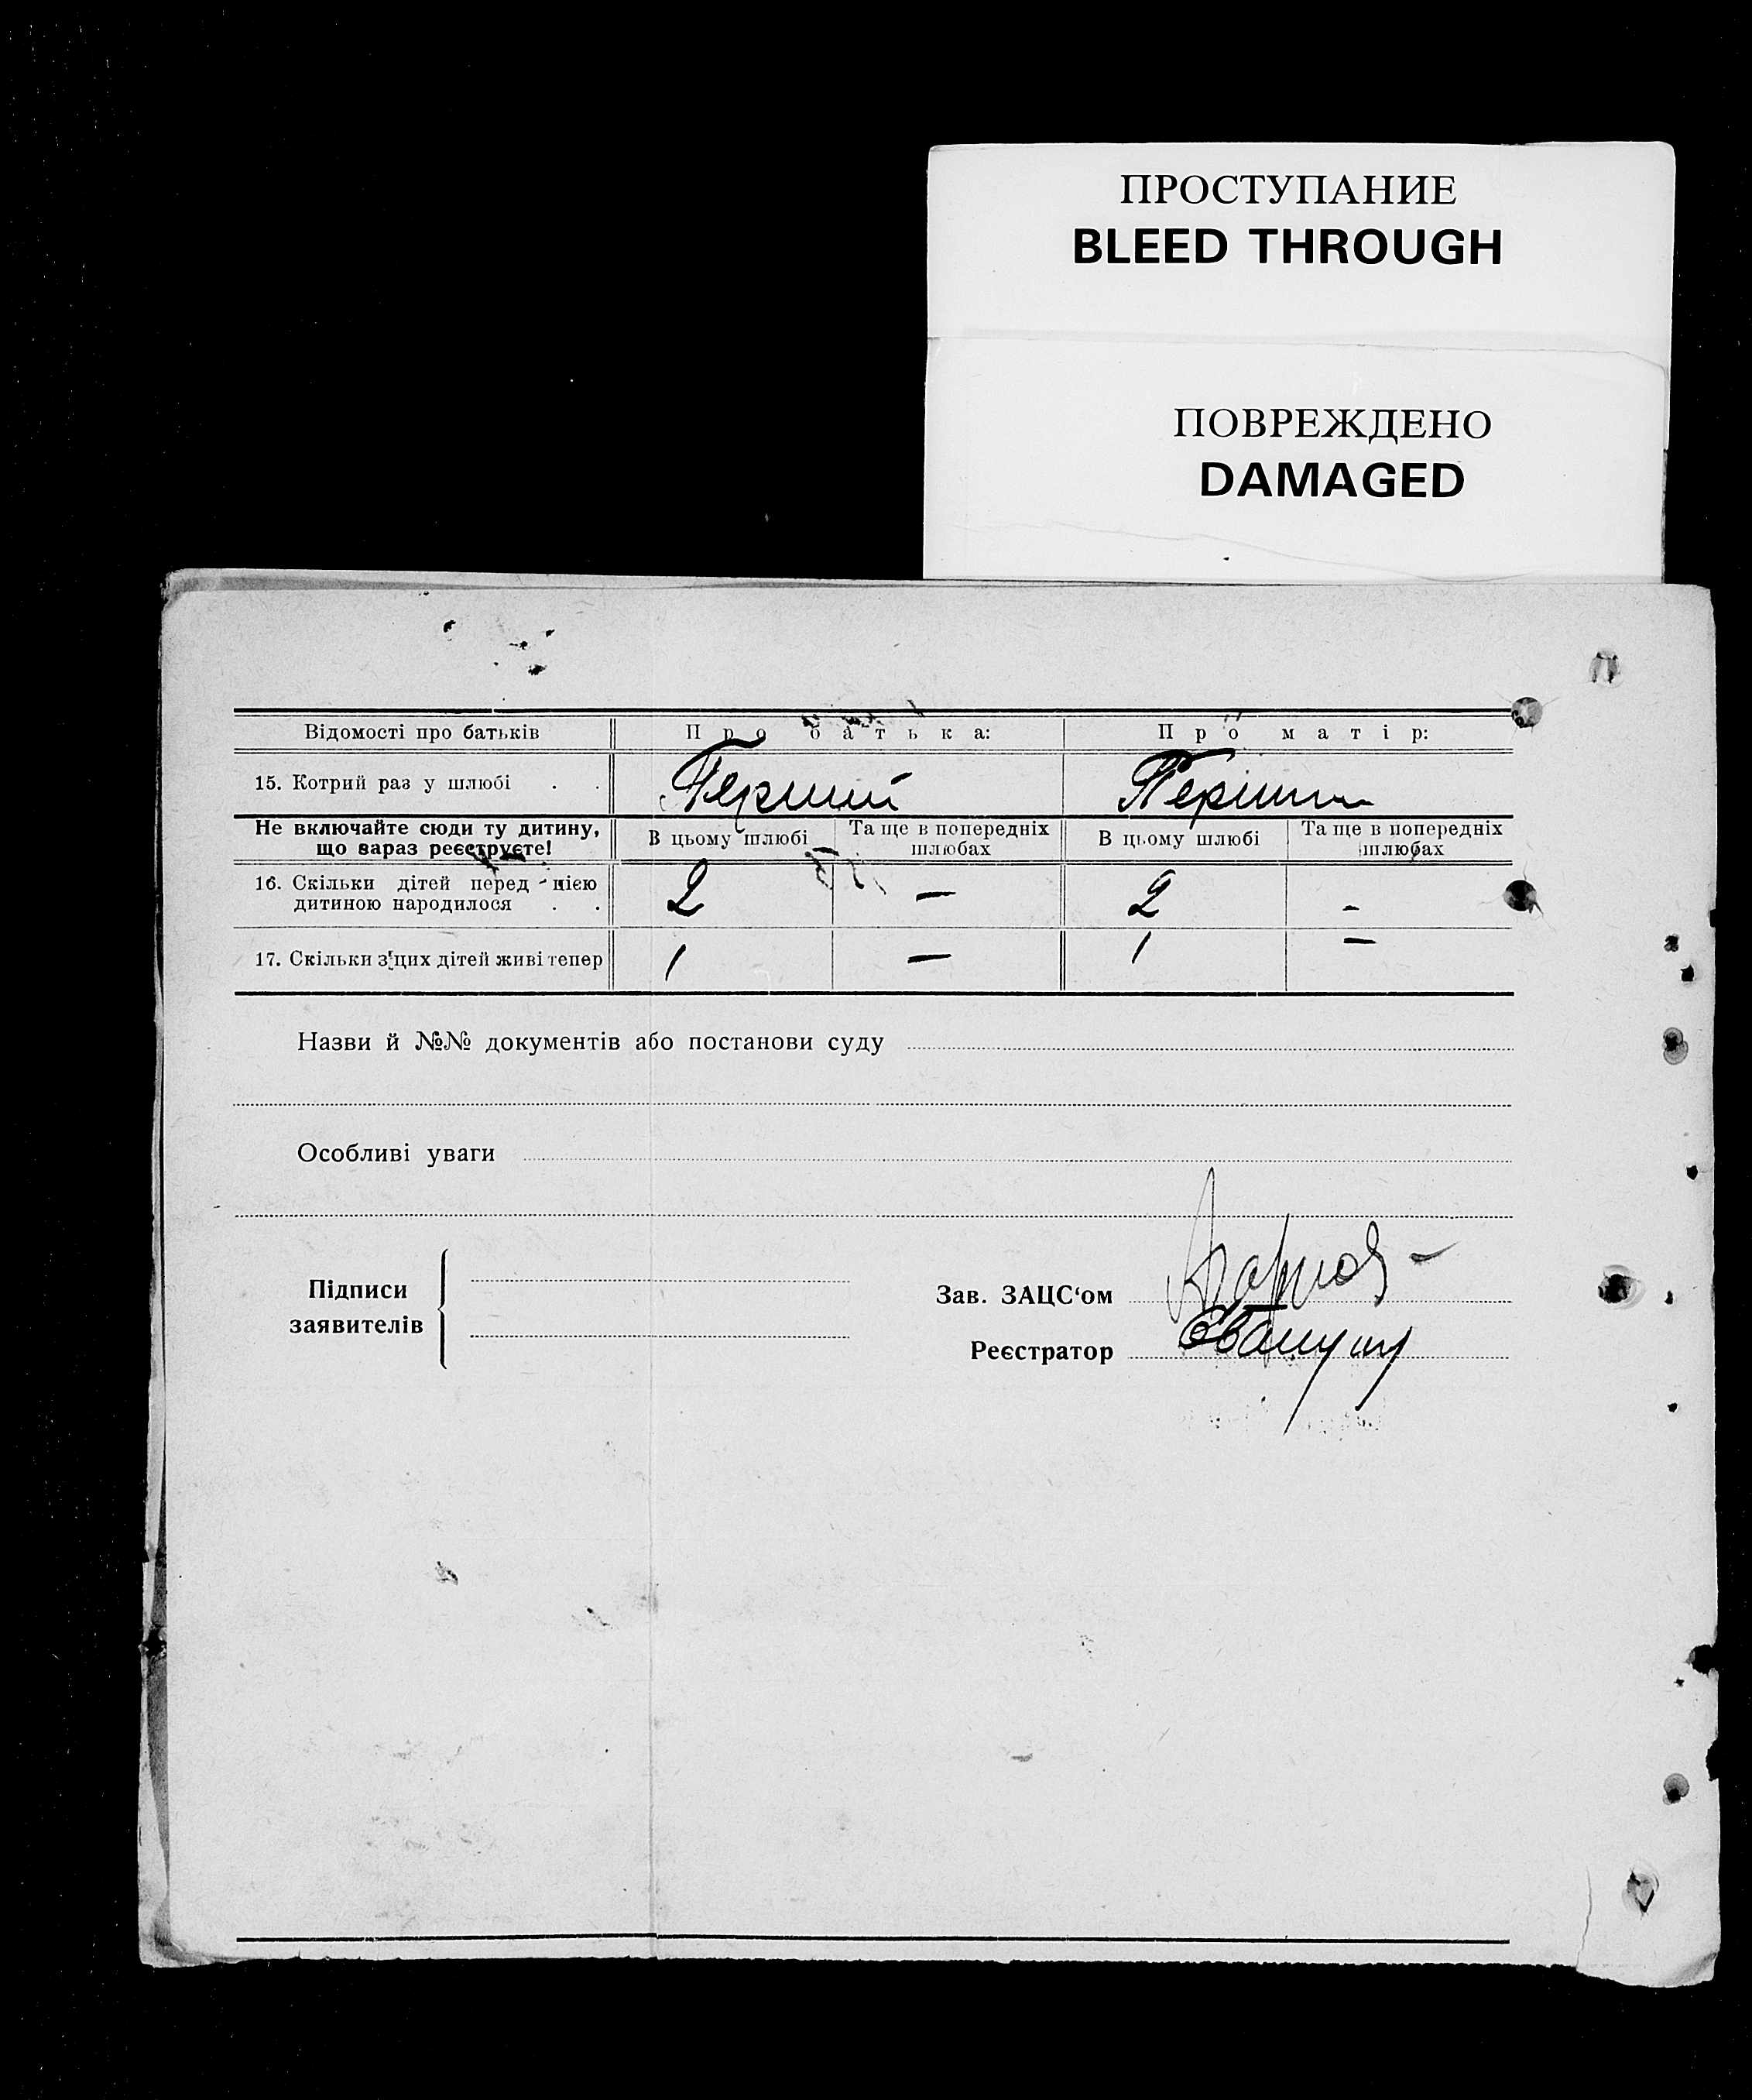 ПРОСТУПАНИЕ
BLEED THROUGH
ПОВРЕЖДЕНО
DAMAGED
Відомості про батьків Про батька: Про матір:
15. Котрий раз у шлюбі . . Перший Перший
Не включайте сюди ту дитину, що зараз реєструєте! В цьому шлюбі Та ще в попередніх шлюбах В цьому шлюбі Та ще в попередніх шлюбах
16. Скільки дітей перед цією дитиною народилося . . 2 — 2 -
17. Скільки з цих дітей живі тепер 1 — 1 —
Назви й №№ документів або постанови суду
Особливі уваги
Підписи заявителів
Зав. ЗАЦС‘ом
Реєстратор